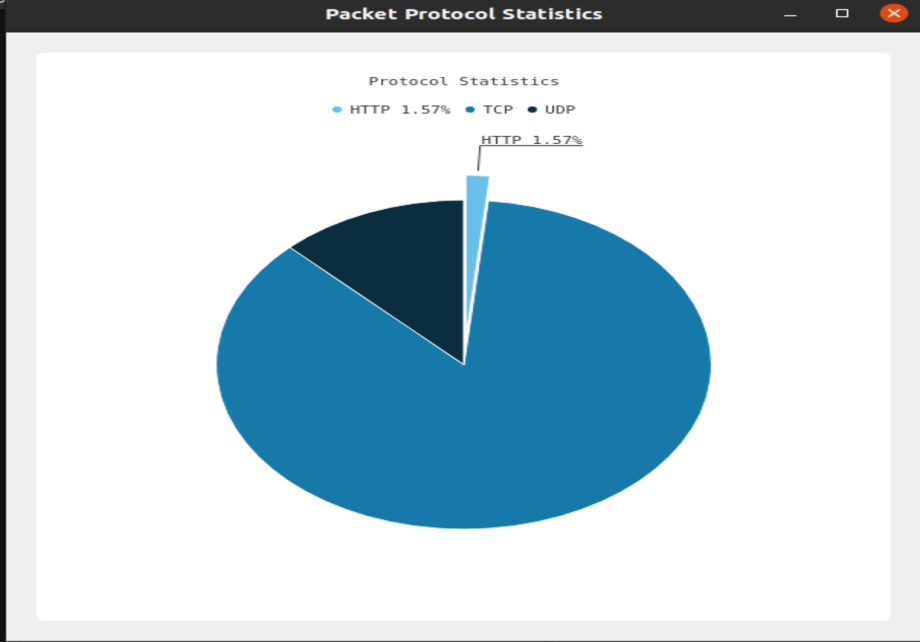 Packet Protocol Statistics
Protocol Statistics
HTTP 1.57% TCP UDP
HTTP 1.57%